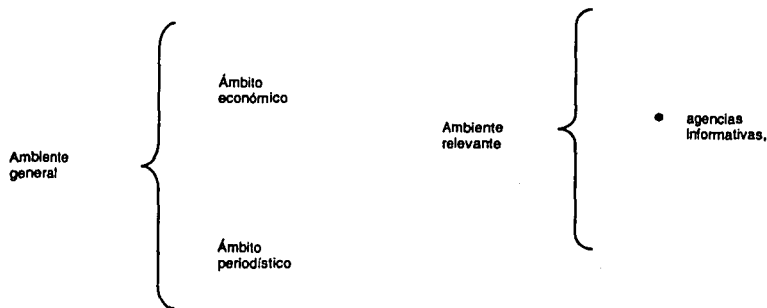 Ambiente
general
Ámbito
económico
Ámbito
periodístico
Ambiente
relevante
• agencias
informativas,